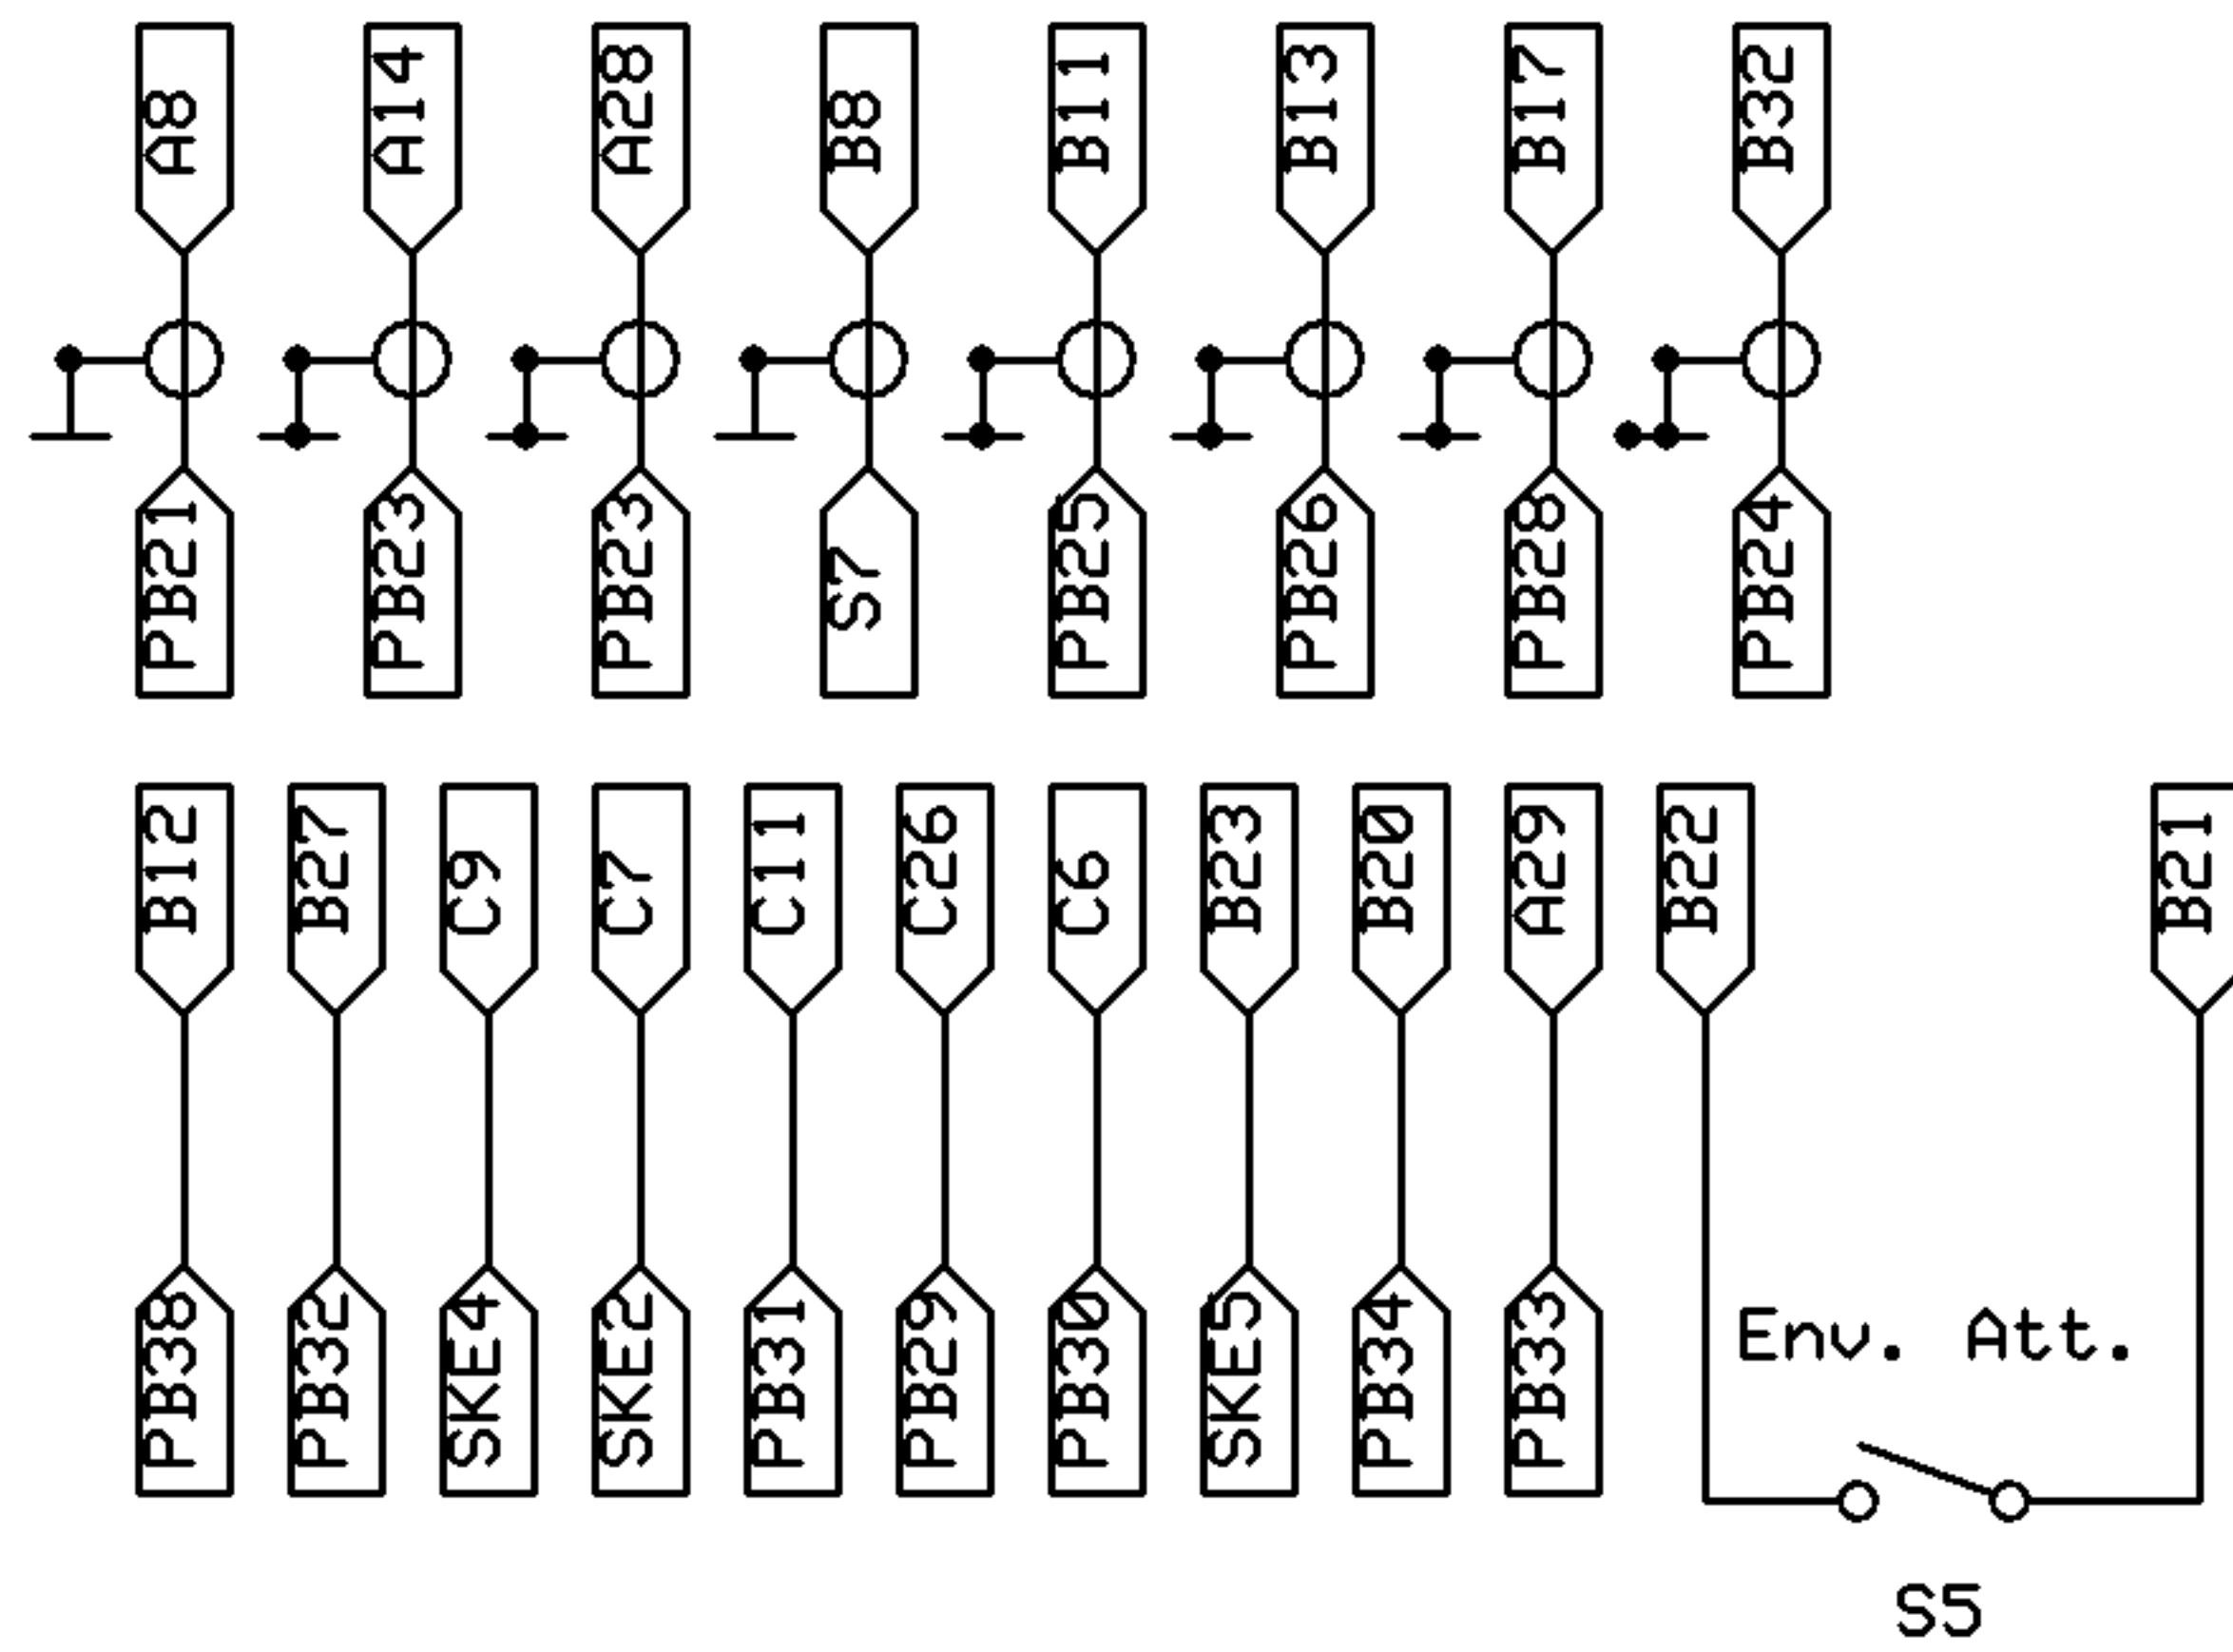 A8 A14 A28 B8 B11 B13 B17 B32
PB21 PB23 PB23 S7 PB25 PB26 PB28 PB24
B12 B27 C9 C7 C11 C26 C6 B23 B20 A29 B22 B21
PB38 PB32 SKE4 SKE2 PB31 PB29 PB30 SKE5 PB34 PB33
Env. Att.
S5